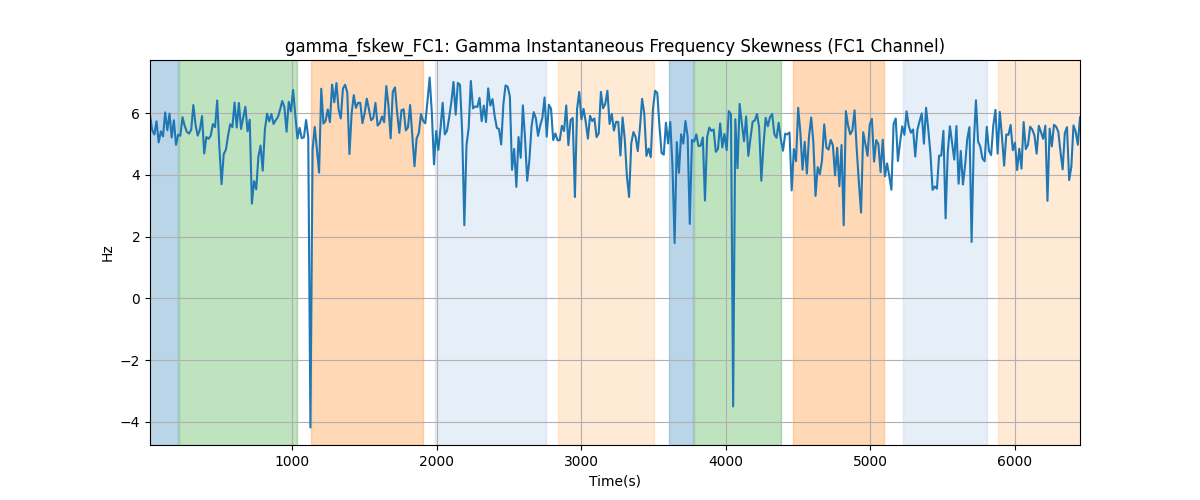 gamma_fskew_FC1: Gamma Instantaneous Frequency Skewness (FC1 Channel)
6
4
2
0
−2
−4
Hz
1000 2000 3000 4000 5000 6000
Time(s)